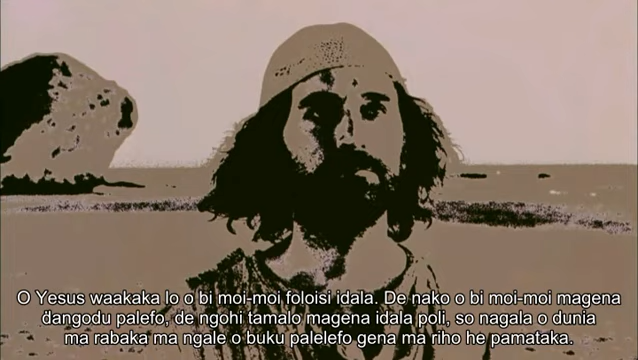 O Yesus waakaka lo o bi moi-moi foloisi idala. De nako o bi moi-moi magena
dangodu palefo, de ngohi tamalo magena idala poli, so nagala o dunia
ma rabaka ma ngale o buku palelefo gena ma riho he pamataka.